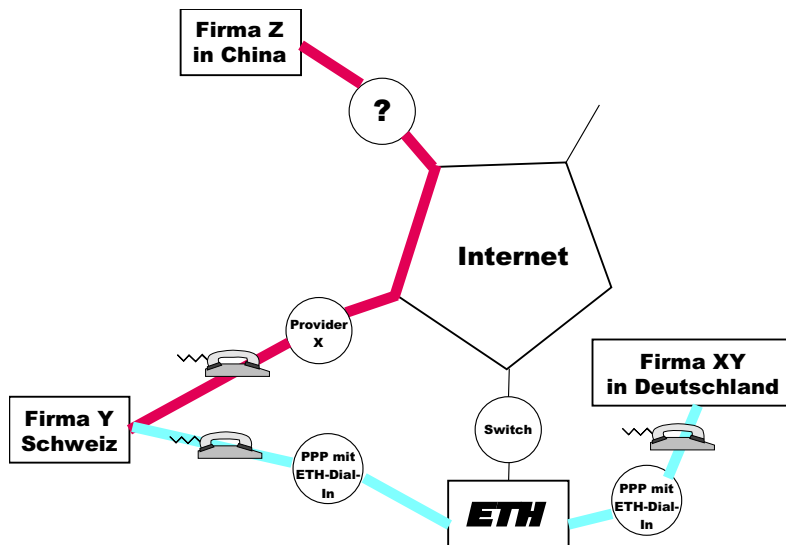 Firma Z
in China
?
Internet
Provider
X
Firma XY
in Deutschland
Firma Y
Schweiz
Switch
PPP mit
ETH-Dial-
In
ETH
PPP mit
ETH-Dial-
In